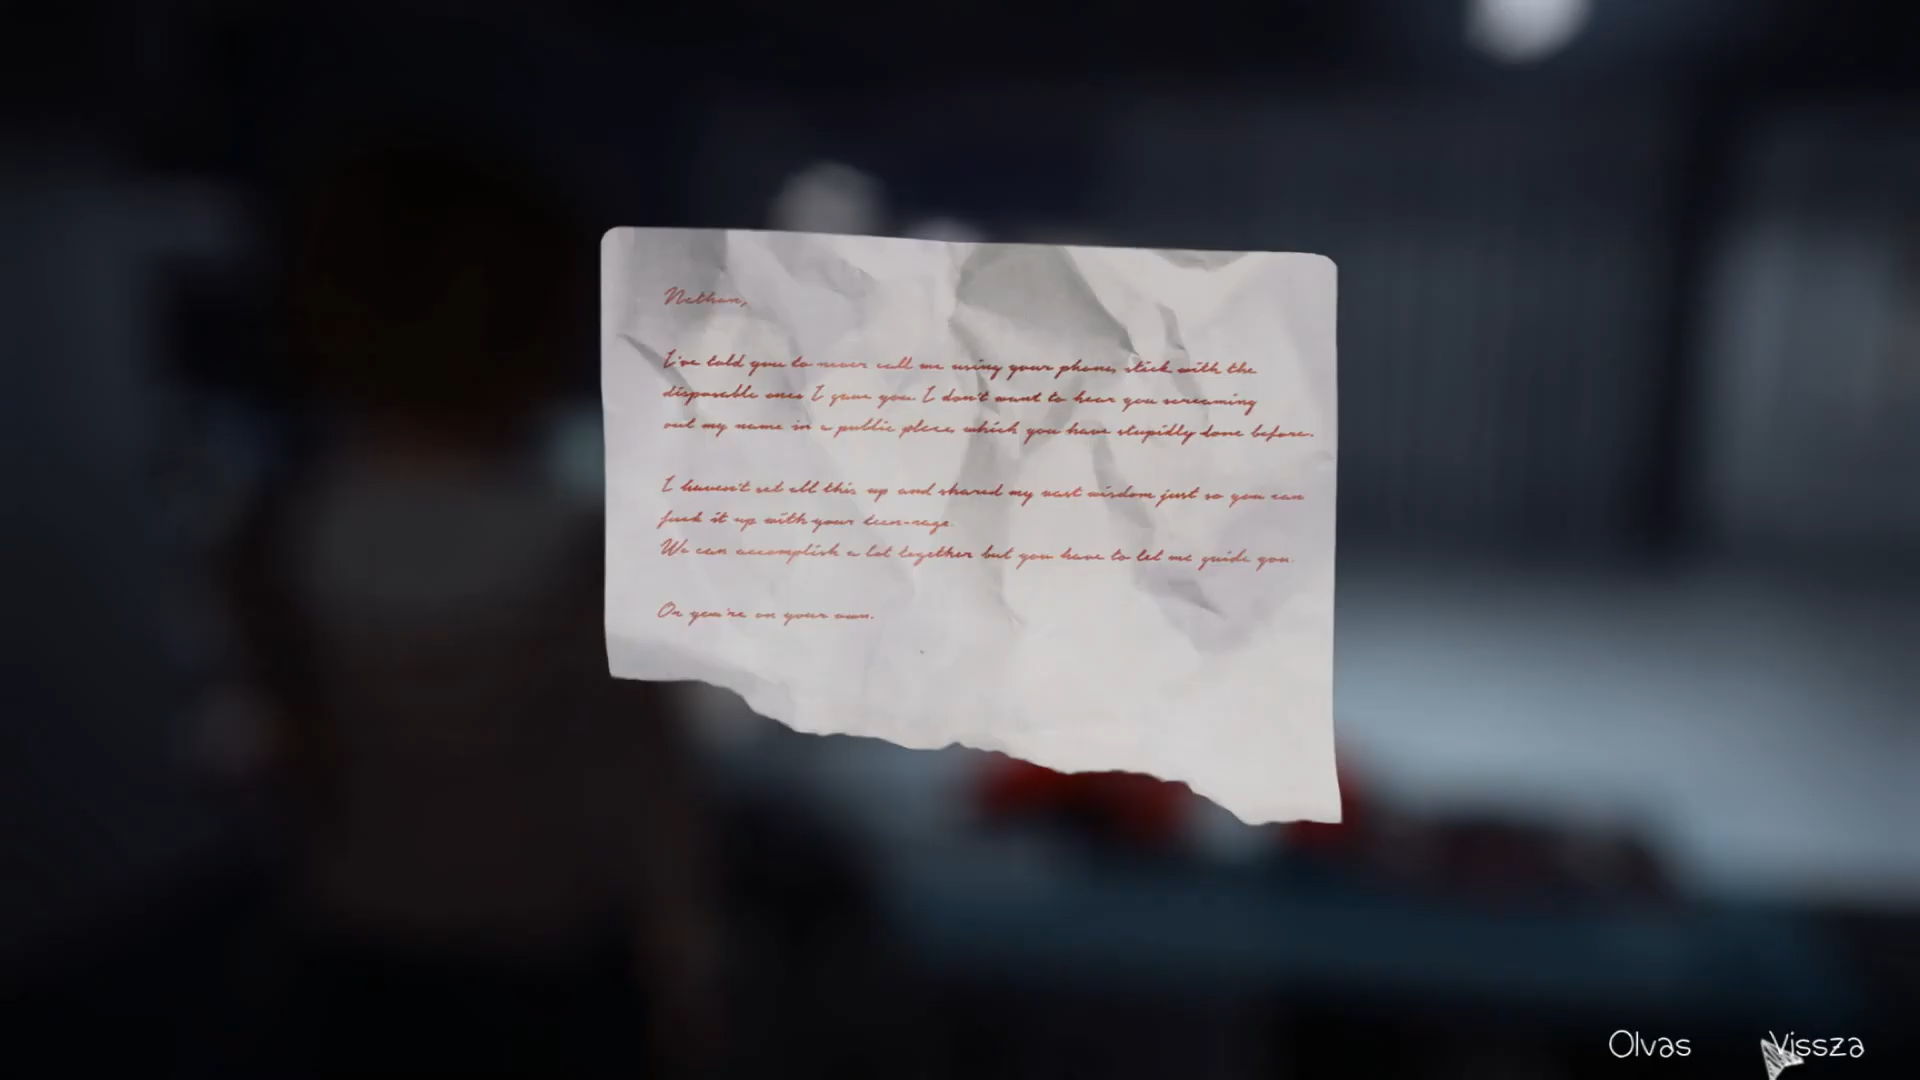 Nathan,
I've told you to never call me using your phone, stick with the
disposable ones I gave you. I don't want to hear you screaming
out my name in a public place, which you have stupidly done before.
I haven't set all this up and shared my vast wisdom just so you can
fuck it up with your teen-rage.
We can accomplish a lot together but you have to let me guide you.
Or you're on your own.
Olvas
Vissza